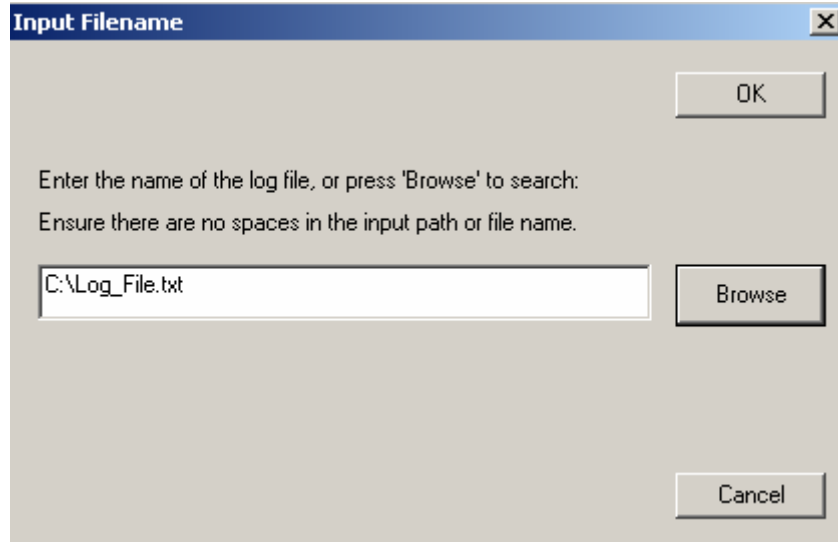 Input Filename
OK
Enter the name of the log file, or press 'Browse' to search:
Ensure there are no spaces in the input path or file name.
C:\Log_File.txt
Browse
Cancel